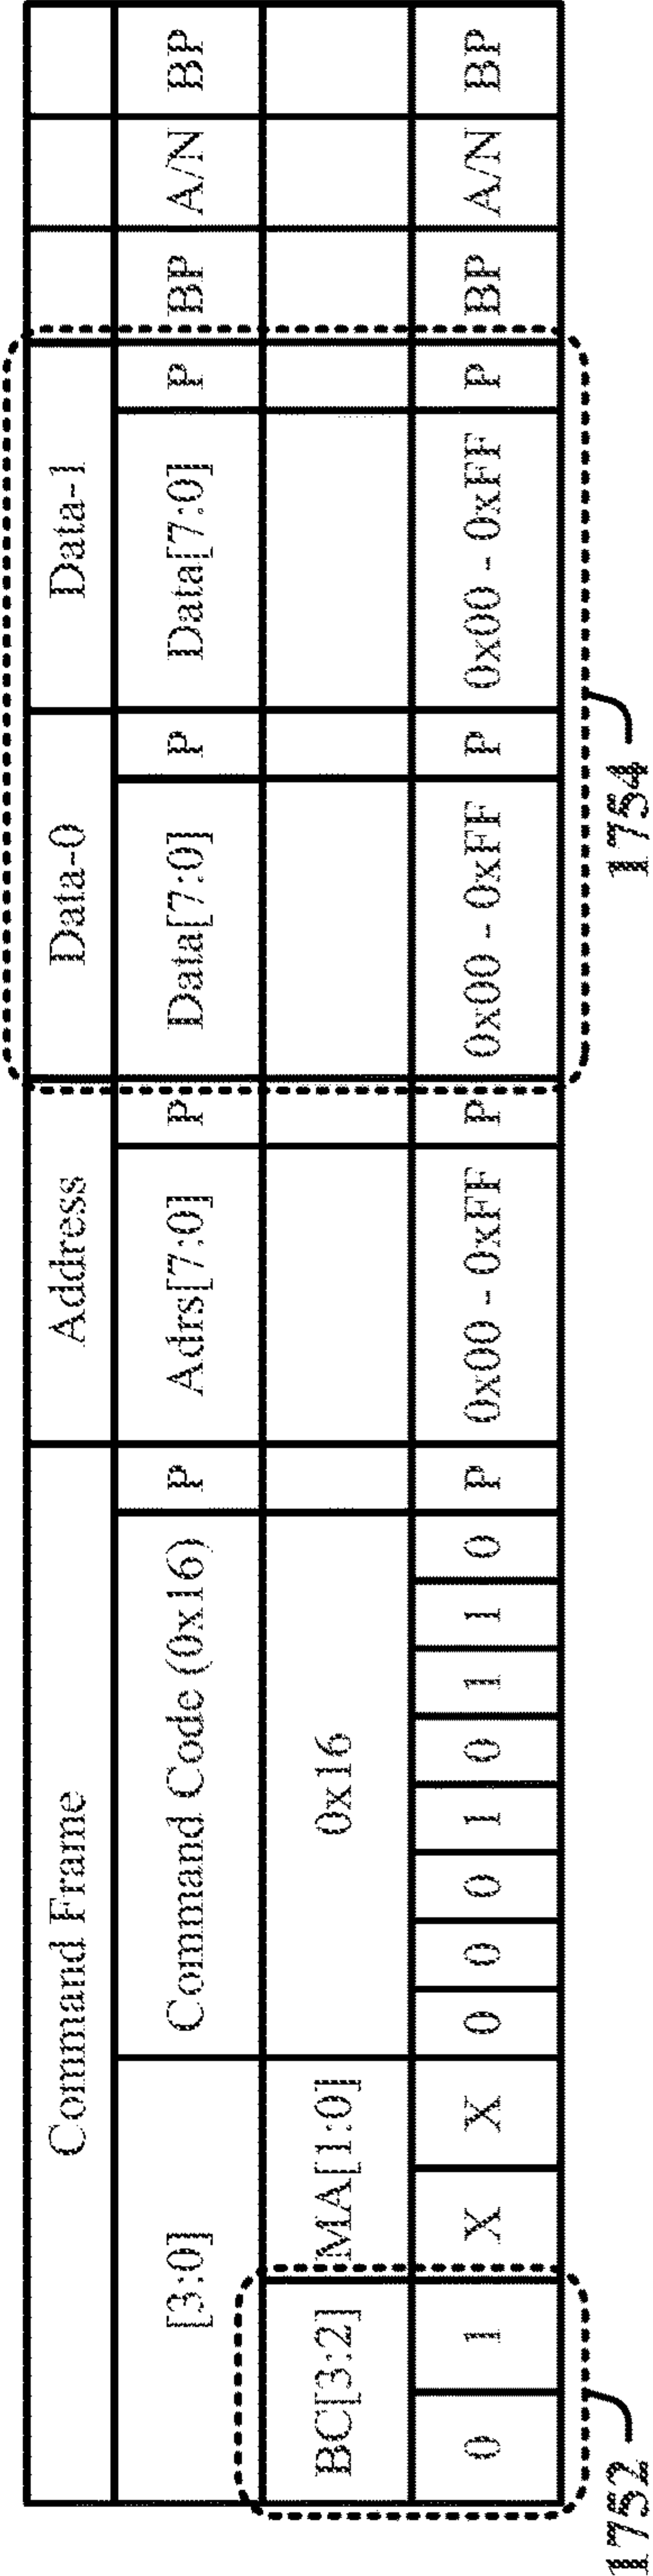 Command Frame Address Data-0 Data-1
[3:0] Command Code (0x16) P Adrs[7:0] P Data[7:0] P Data[7:0] P BP A/N BP
BC[3:2] MA[1:0] 0x16
0 1 X X 0 0 0 1 0 1 1 0 P 0x00 - 0xFF P 0x00 - 0xFF P 0x00 - 0xFF P BP A/N BP
1752 1754